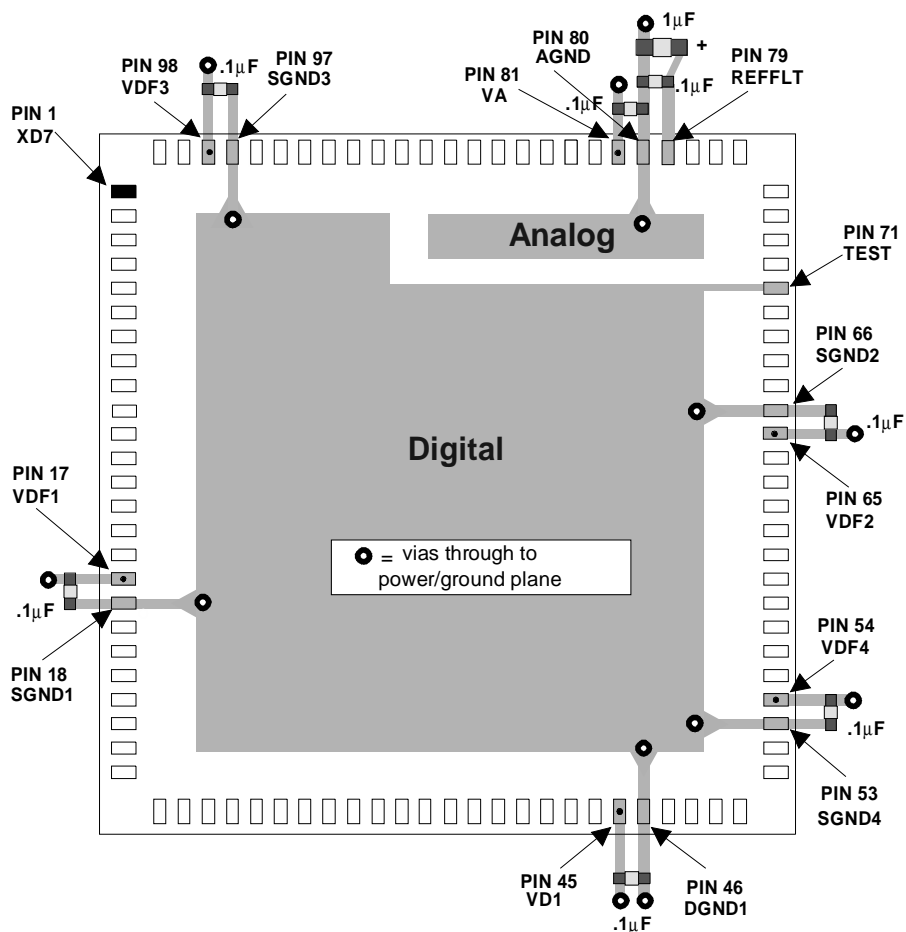 PIN 98
VDF3
.1µF
PIN 97
SGND3
PIN 81
VA
.1µF
PIN 80
AGND
1µF
+
.1µF
PIN 79
REFFLT
PIN 1
XD7
Analog
PIN 71
TEST
PIN 66
SGND2
.1µF
PIN 65
VDF2
Digital
PIN 17
VDF1
= vias through to
power/ground plane
.1µF
PIN 18
SGND1
PIN 54
VDF4
.1µF
PIN 53
SGND4
PIN 45
VD1
.1µF
PIN 46
DGND1